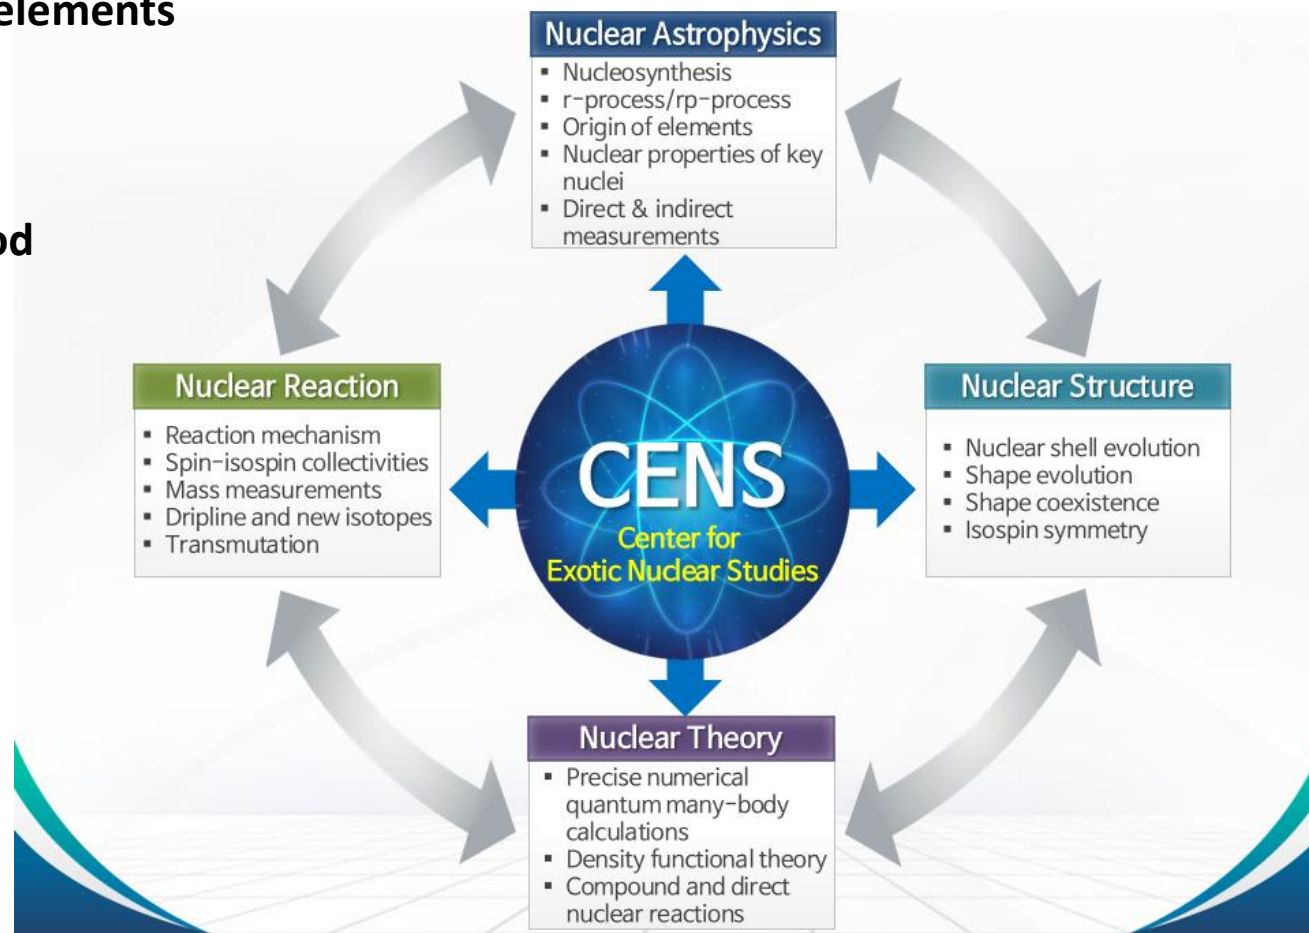 elements
Nuclear Astrophysics
▪ Nucleosynthesis
▪ r-process/rp-process
▪ Origin of elements
▪ Nuclear properties of key
nuclei
▪ Direct & indirect
measurements
Nuclear Reaction
▪ Reaction mechanism
▪ Spin-isospin collectivities
▪ Mass measurements
▪ Dripline and new isotopes
▪ Transmutation
CENS
Center for
Exotic Nuclear Studies
Nuclear Structure
▪ Nuclear shell evolution
▪ Shape evolution
▪ Shape coexistence
▪ Isospin symmetry
Nuclear Theory
▪ Precise numerical
quantum many-body
calculations
▪ Density functional theory
▪ Compound and direct
nuclear reactions